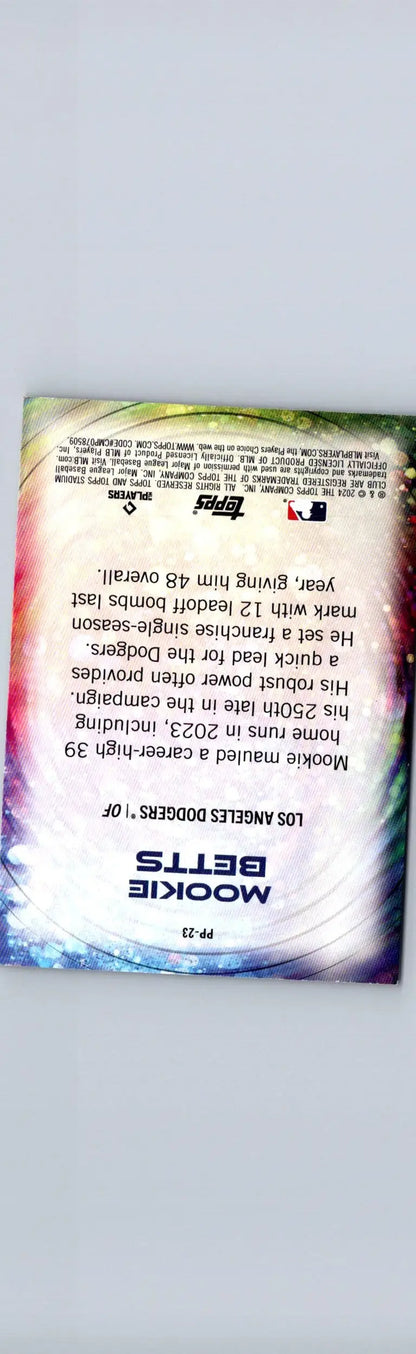 PP-23
MOOKIE
BETTS
LOS ANGELES DODGERS® | OF
Mookie mauled a career-high 39
home runs in 2023, including
his 250th late in the campaign.
His robust power often provides
a quick lead for the Dodgers.
He set a franchise single-season
mark with 12 leadoff bombs last
year, giving him 48 overall.
topps
PLAYERS
® & © 2024 THE TOPPS COMPANY, INC. ALL RIGHTS RESERVED. TOPPS AND TOPPS STADIUM
CLUB ARE REGISTERED TRADEMARKS OF THE TOPPS COMPANY, INC. Major League Baseball
trademarks and copyrights are used with permission of Major League Baseball. Visit MLB.com
OFFICIALLY LICENSED PRODUCT OF MLB. Officially Licensed Product of MLB Players, Inc.
Visit MLBPLAYERS.COM, the Players Choice on the web. WWW.TOPPS.COM. CODE#CMP078509.